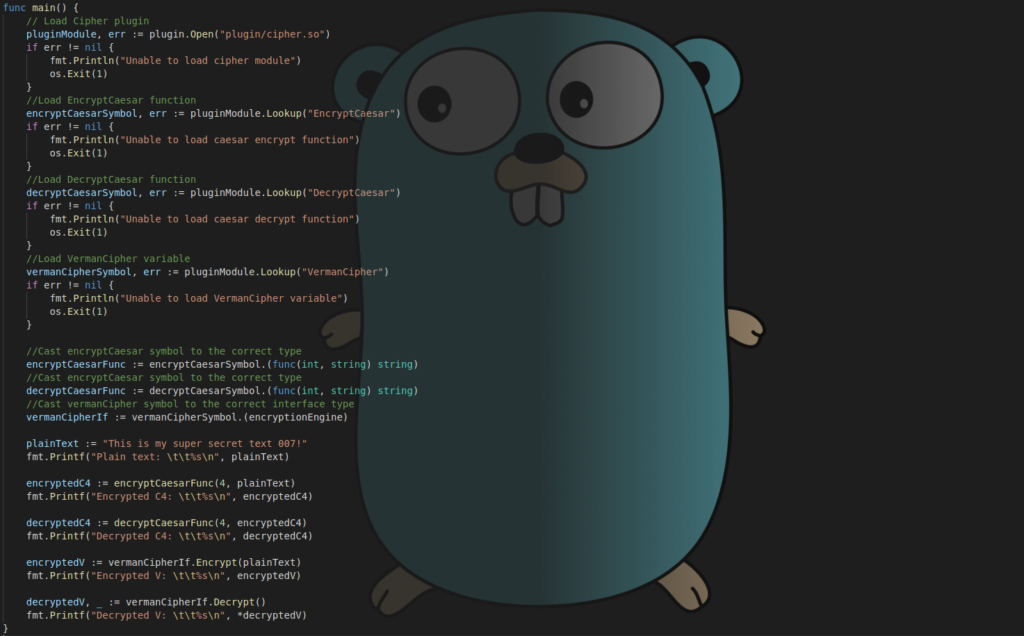 func main() {
    // Load Cipher plugin
    pluginModule, err := plugin.Open("plugin/cipher.so")
    if err != nil {
        fmt.Println("Unable to load cipher module")
        os.Exit(1)
    }
    //Load EncryptCaesar function
    encryptCaesarSymbol, err := pluginModule.Lookup("EncryptCaesar")
    if err != nil {
        fmt.Println("Unable to load caesar encrypt function")
        os.Exit(1)
    }
    //Load DecryptCaesar function
    decryptCaesarSymbol, err := pluginModule.Lookup("DecryptCaesar")
    if err != nil {
        fmt.Println("Unable to load caesar decrypt function")
        os.Exit(1)
    }
    //Load VermanCipher variable
    vermanCipherSymbol, err := pluginModule.Lookup("VermanCipher")
    if err != nil {
        fmt.Println("Unable to load VermanCipher variable")
        os.Exit(1)
    }

    //Cast encryptCaesar symbol to the correct type
    encryptCaesarFunc := encryptCaesarSymbol.(func(int, string) string)
    //Cast encryptCaesar symbol to the correct type
    decryptCaesarFunc := decryptCaesarSymbol.(func(int, string) string)
    //Cast vermanCipher symbol to the correct interface type
    vermanCipherIf := vermanCipherSymbol.(encryptionEngine)

    plainText := "This is my super secret text 007!"
    fmt.Printf("Plain text: \t\t%s\n", plainText)

    encryptedC4 := encryptCaesarFunc(4, plainText)
    fmt.Printf("Encrypted C4: \t\t%s\n", encryptedC4)

    decryptedC4 := decryptCaesarFunc(4, encryptedC4)
    fmt.Printf("Decrypted C4: \t\t%s\n", decryptedC4)

    encryptedV := vermanCipherIf.Encrypt(plainText)
    fmt.Printf("Encrypted V: \t\t%s\n", encryptedV)

    decryptedV, _ := vermanCipherIf.Decrypt()
    fmt.Printf("Decrypted V: \t\t%s\n", *decryptedV)
}